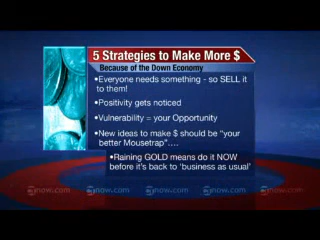 5 Strategies to Make More $
Because of the Down Economy
•Everyone needs something - so SELL it
to them!
•Positivity gets noticed
•Vulnerability = your Opportunity
•New ideas to make $ should be "your
better Mousetrap"....
•Raining GOLD means do it NOW
before it's back to 'business as usual'
now.com
now.com
now.com
now.com